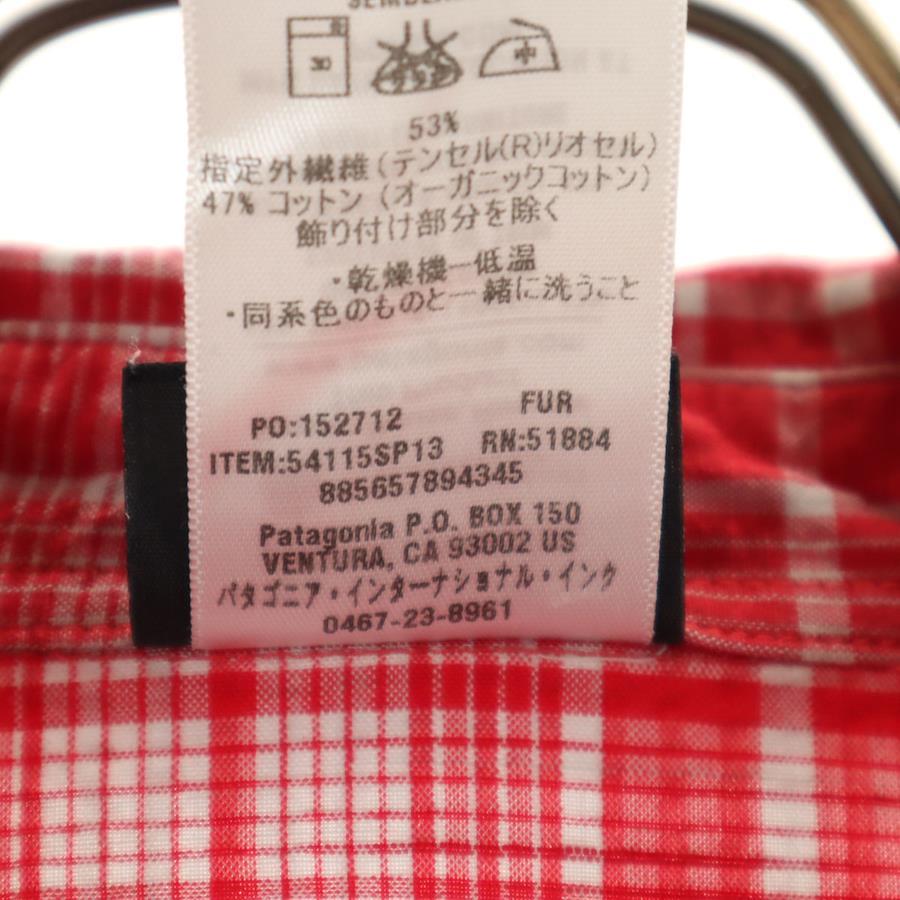 30
中
53%
指定外繊維(テンセル(R)リオセル)
47% コットン (オーガニックコットン)
飾り付け部分を除く
・乾燥機一低温
・同系色のものと一緒に洗うこと
PO:152712 FUR
ITEM:54115SP13 RN:51884
885657894345
Patagonia P.O. BOX 150
VENTURA, CA 93002 US
パタゴニア・インターナショナル・インク
0467-23-8961